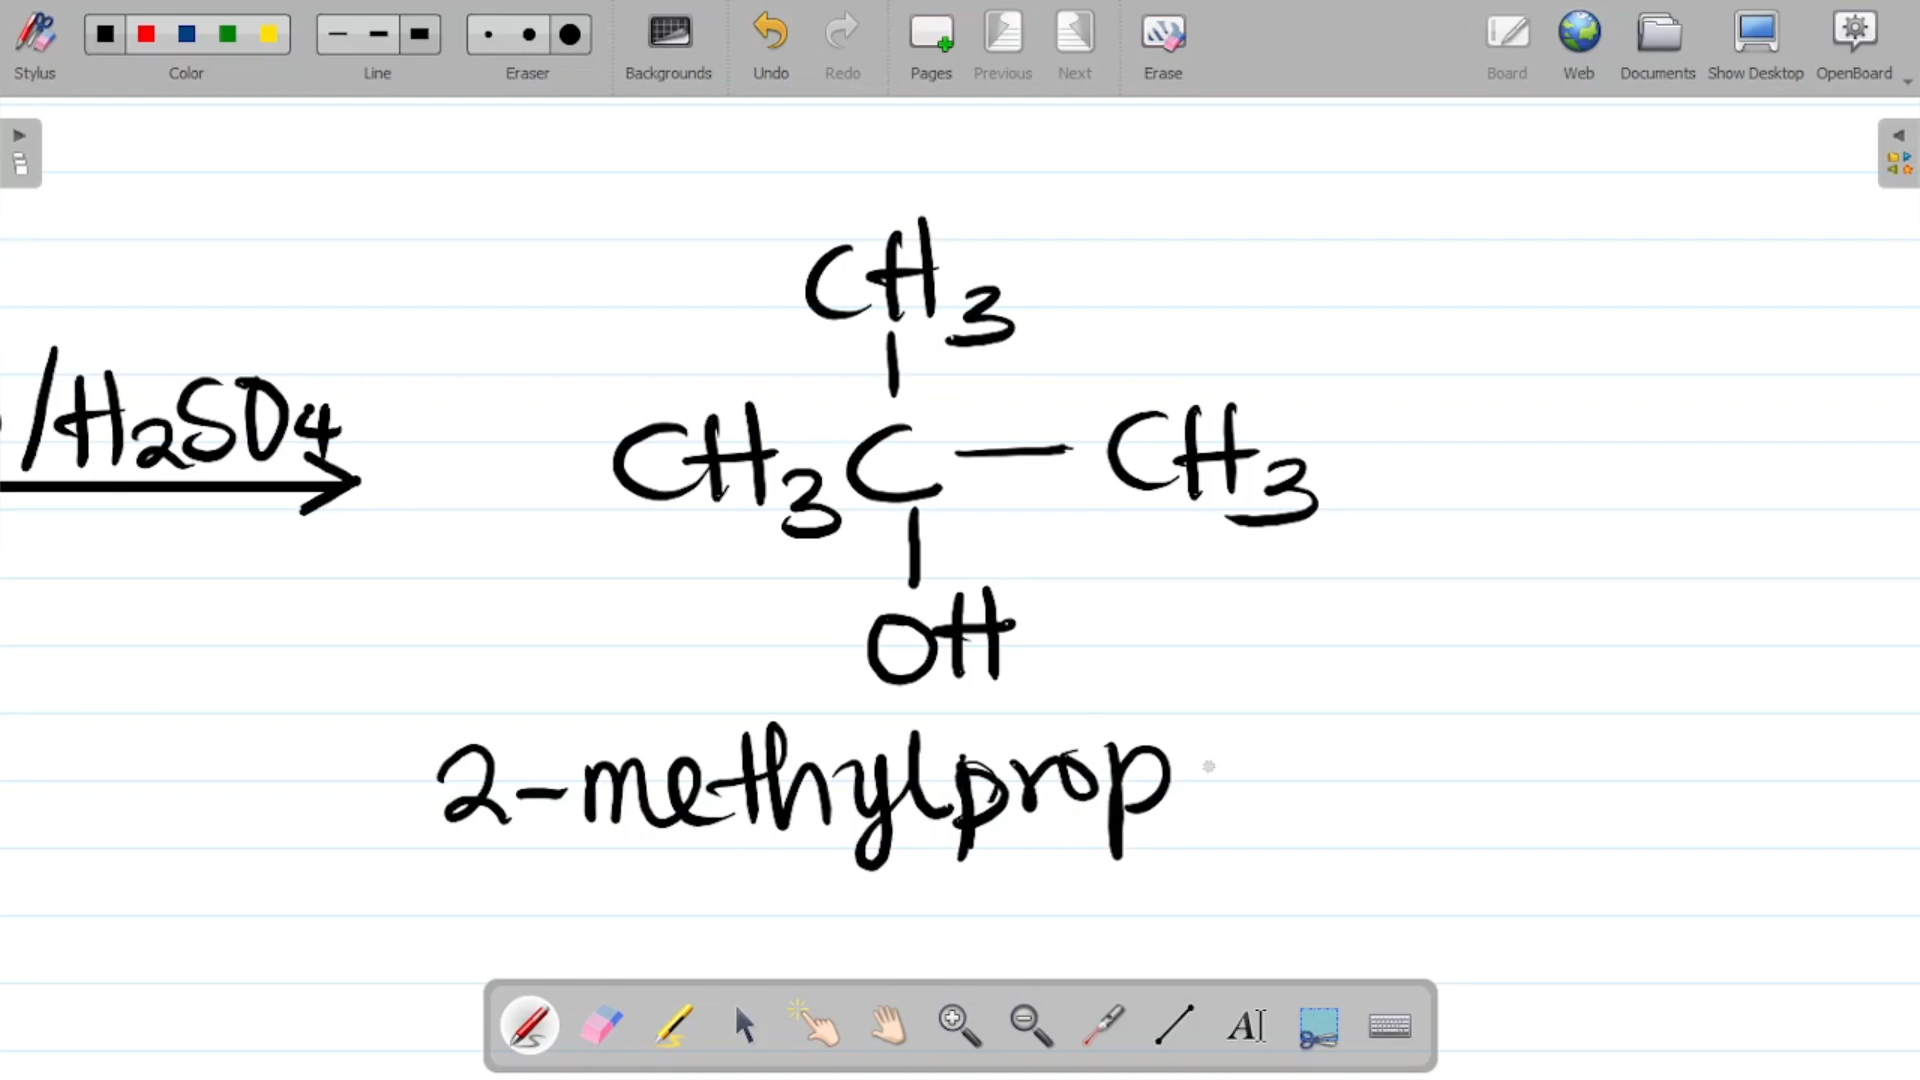 Stylus
Color
Line
Eraser
Backgrounds
Undo
Redo
Pages
Previous
Next
Erase
Board
Web
Documents
Show Desktop
OpenBoard
CH3
/H2SO4
CH3C — CH3
OH
2-methylprop